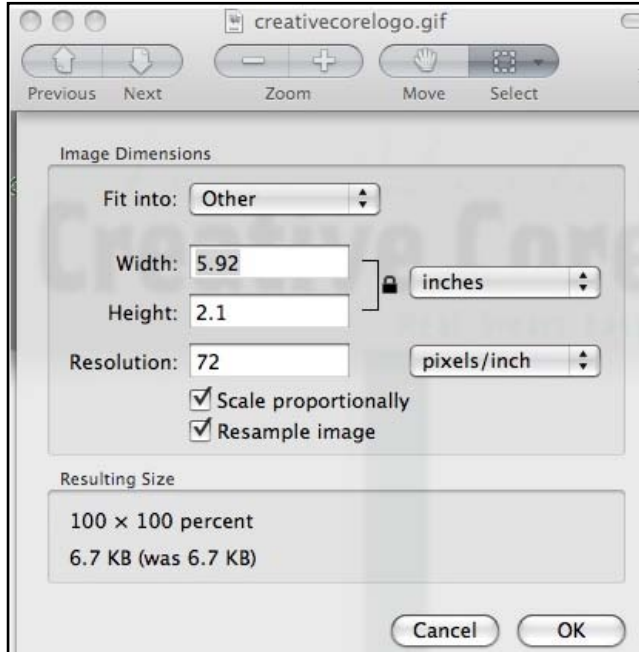 creativecorelogo.gif
Previous Next Zoom Move Select
Image Dimensions
Fit into: Other
Creative Core
Width: 5.92 inches
Height: 2.1
Resolution: 72 pixels/inch
Scale proportionally
Resample image
Resulting Size
100 × 100 percent
6.7 KB (was 6.7 KB)
Cancel OK